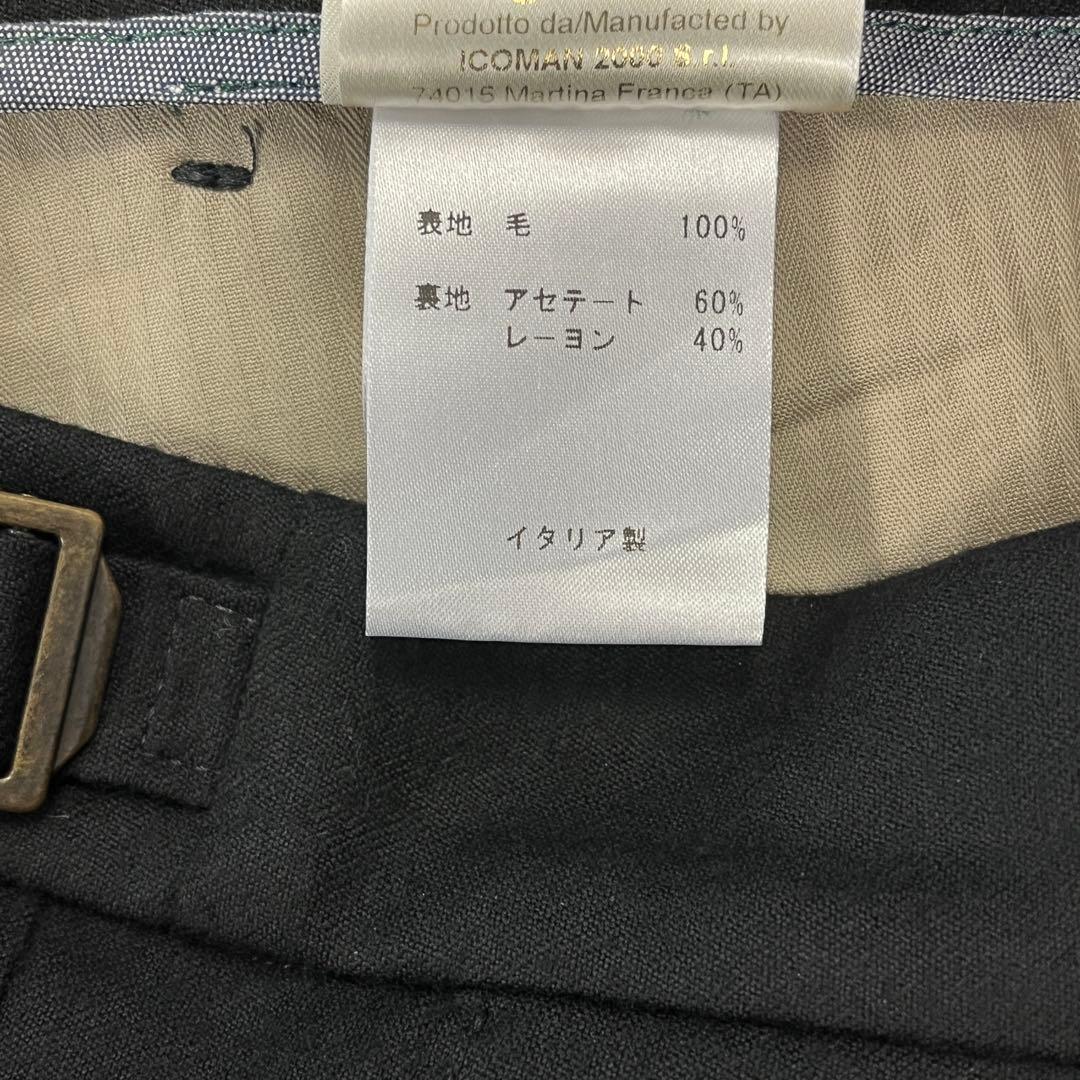 Prodotto da/Manufacted by
ICOMAN 2000 S.r.l.
74015 Martina Franca (TA)
表地 毛 100%
裏地 アセテート 60%
レーヨン 40%
イタリア製